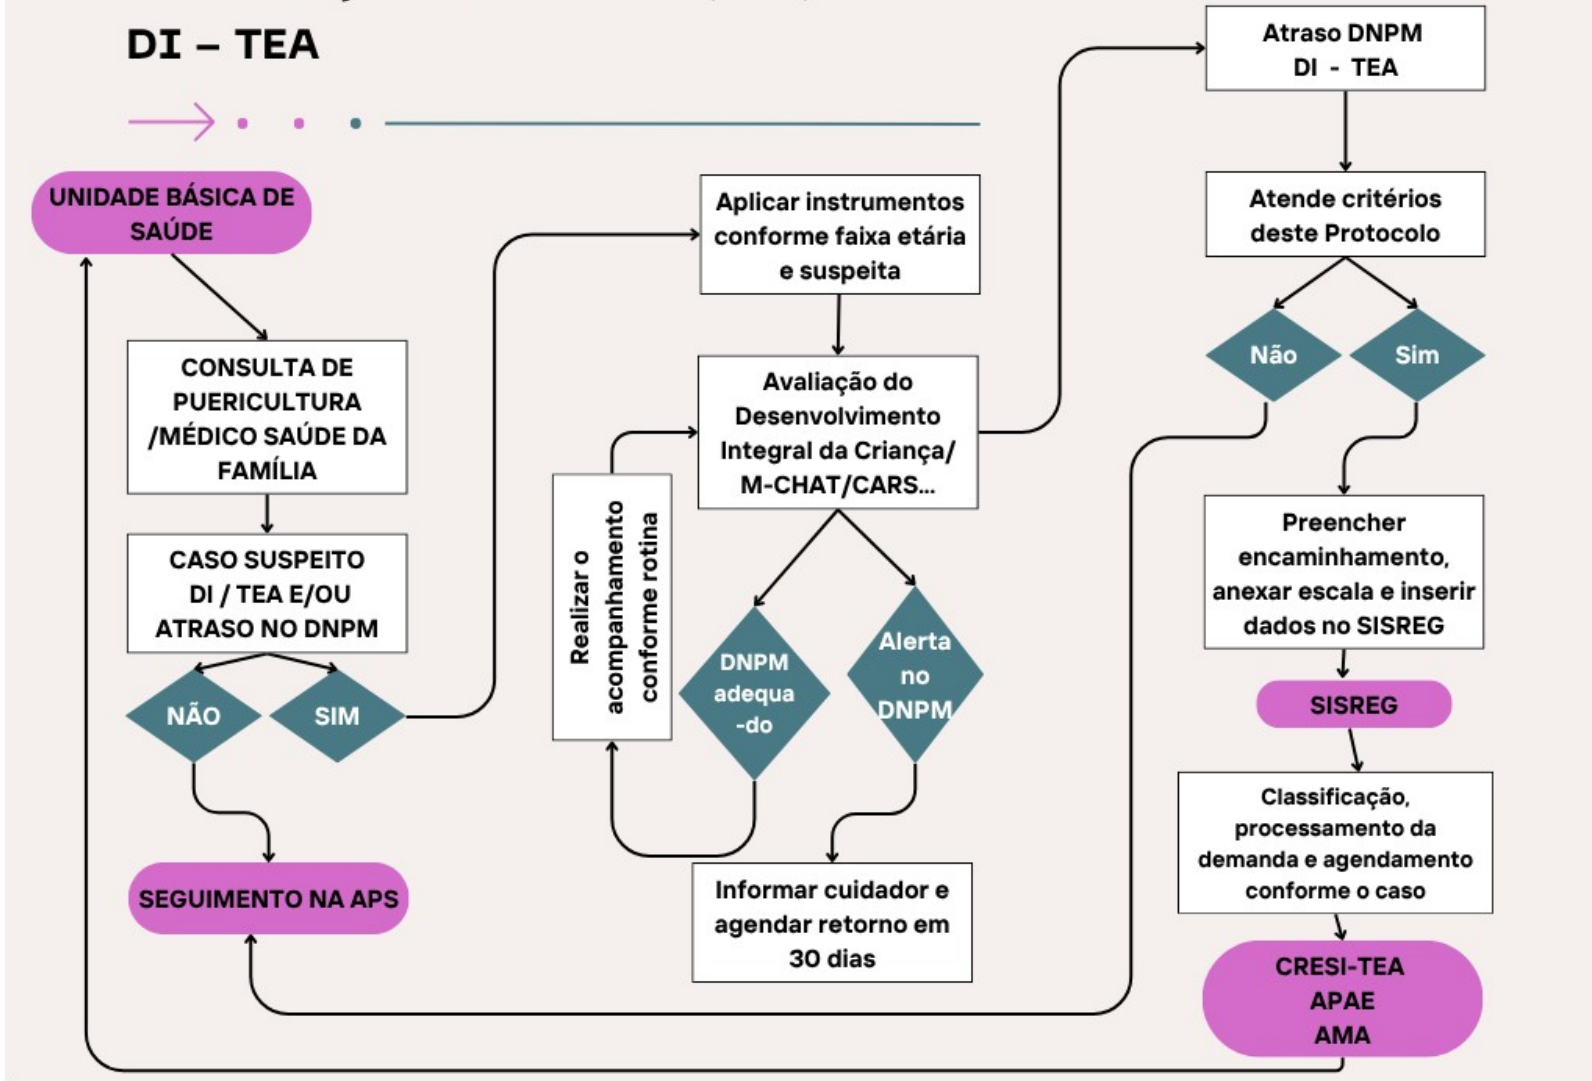 DI – TEA
UNIDADE BÁSICA DE
SAÚDE
CONSULTA DE
PUERICULTURA
/MÉDICO SAÚDE DA
FAMÍLIA
CASO SUSPEITO
DI / TEA E/OU
ATRASO NO DNPM
NÃO
SIM
SEGUIMENTO NA APS
Aplicar instrumentos
conforme faixa etária
e suspeita
Avaliação do
Desenvolvimento
Integral da Criança/
M-CHAT/CARS...
Realizar o
acompanhamento
conforme rotina
DNPM
adequa
-do
Alerta
no
DNPM
Informar cuidador e
agendar retorno em
30 dias
Atraso DNPM
DI - TEA
Atende critérios
deste Protocolo
Não
Sim
Preencher
encaminhamento,
anexar escala e inserir
dados no SISREG
SISREG
Classificação,
processamento da
demanda e agendamento
conforme o caso
CRESI-TEA
APAE
AMA